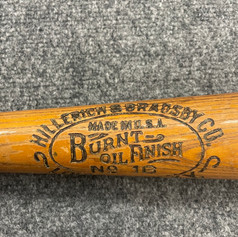 HILLERICH & BRADSBY CO.
MADE IN U.S.A.
BURNT
OIL FINISH
No 16